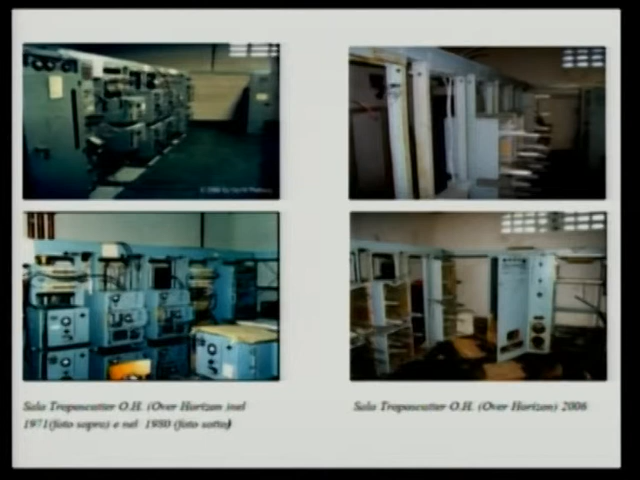 Sala Troposcatter O.H. (Over Horizon )nel
1971(foto sopra) e nel 1980 (foto sotto)
Sala Troposcatter O.H. (Over Horizon) 2006